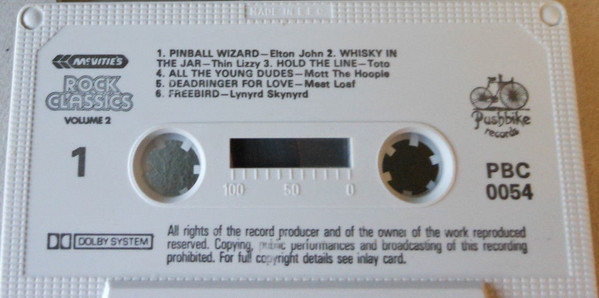 MADE IN U.K.
McVITIE'S
ROCK
CLASSICS
VOLUME 2
1. PINBALL WIZARD—Elton John 2. WHISKY IN
THE JAR—Thin Lizzy 3. HOLD THE LINE—Toto
4. ALL THE YOUNG DUDES—Mott The Hoople
5. DEADRINGER FOR LOVE—Meat Loaf
6. FREEBIRD—Lynyrd Skynyrd
Pushbike
records
1
100 50 0
PBC
0054
DOLBY SYSTEM
All rights of the record producer and of the owner of the work reproduced
reserved. Copying, public performances and broadcasting of this recording
prohibited. For full copyright details see inlay card.